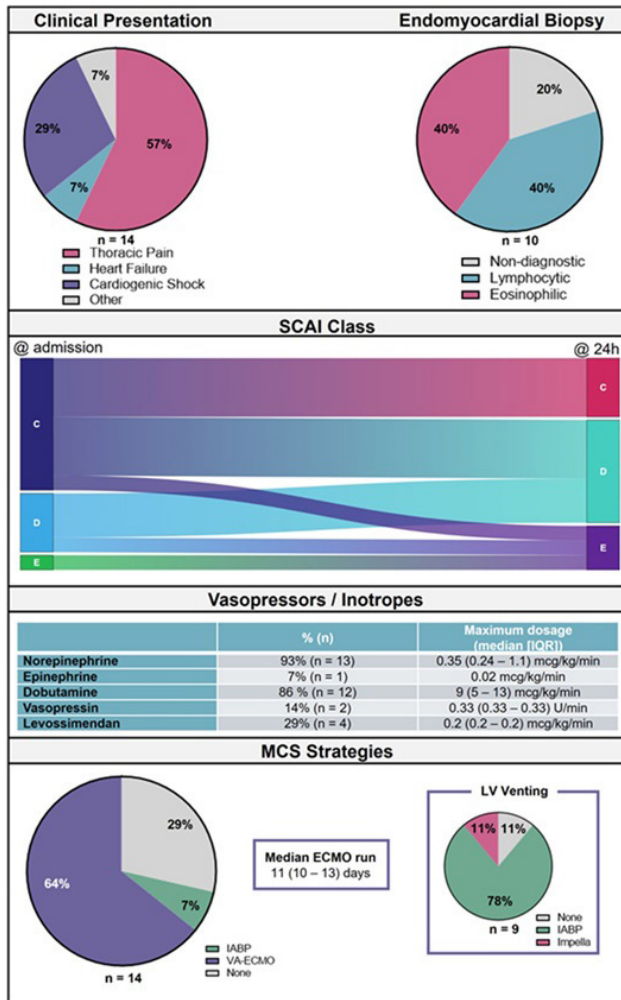 Clinical Presentation
Endomyocardial Biopsy
7%
29%
57%
7%
n = 14
Thoracic Pain
Heart Failure
Cardiogenic Shock
Other
20%
40%
40%
n = 10
Non-diagnostic
Lymphocytic
Eosinophilic
SCAI Class
@ admission
@ 24h
C
D
E
C
D
E
Vasopressors / Inotropes
% (n) Maximum dosage
(median [IQR])
Norepinephrine 93% (n = 13) 0.35 (0.24 – 1.1) mcg/kg/min
Epinephrine 7% (n = 1) 0.02 mcg/kg/min
Dobutamine 86 % (n = 12) 9 (5 – 13) mcg/kg/min
Vasopressin 14% (n = 2) 0.33 (0.33 – 0.33) U/min
Levossimendan 29% (n = 4) 0.2 (0.2 – 0.2) mcg/kg/min
MCS Strategies
29%
64%
7%
n = 14
IABP
VA-ECMO
None
Median ECMO run
11 (10 – 13) days
LV Venting
11%
11%
78%
n = 9
None
IABP
Impella